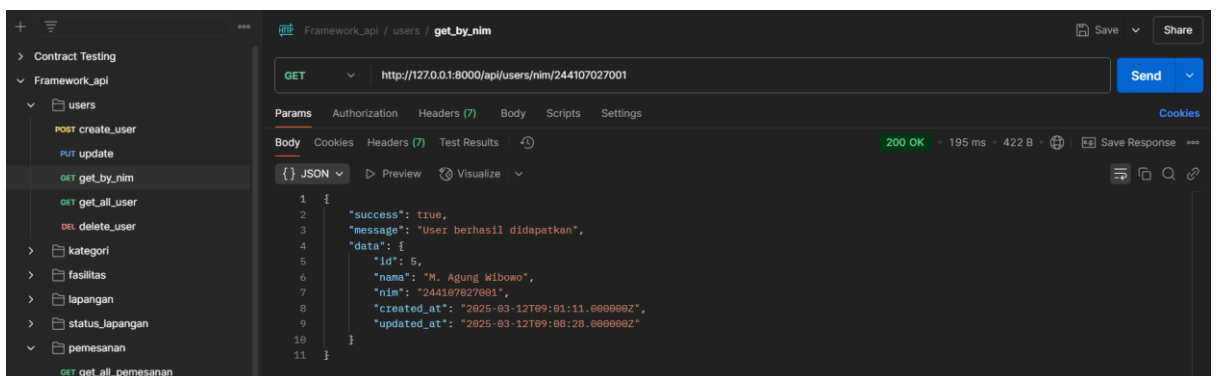 Framework_api / users / get_by_nim
Save
Share
Contract Testing
Framework_api
users
POST create_user
PUT update
GET get_by_nim
GET get_all_user
DEL delete_user
kategori
fasilitas
lapangan
status_lapangan
pemesanan
GET get_all_pemesanan
GET http://127.0.0.1:8000/api/users/nim/244107027001 Send
Params Authorization Headers (7) Body Scripts Settings Cookies
Body Cookies Headers (7) Test Results 200 OK 195 ms 422 B Save Response
{} JSON Preview Visualize
1 {
2 "success": true,
3 "message": "User berhasil didapatkan",
4 "data": {
5 "id": 5,
6 "nama": "M. Agung Wibowo",
7 "nim": "244107027001",
8 "created_at": "2025-03-12T09:01:11.000000Z",
9 "updated_at": "2025-03-12T09:08:28.000000Z"
10 }
11 }